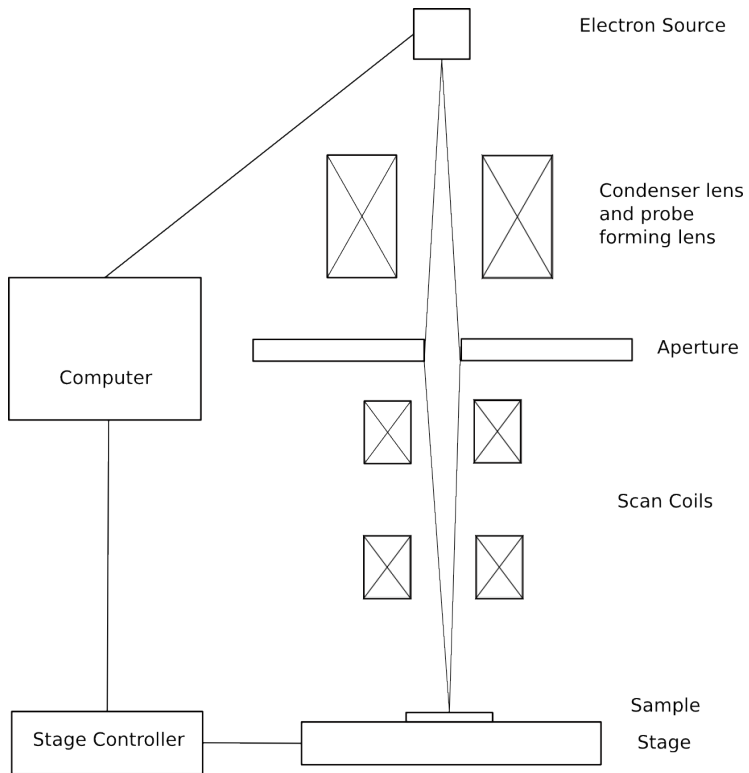 Electron Source
Condenser lens
and probe
forming lens
Aperture
Computer
Scan Coils
Sample
Stage Controller
Stage